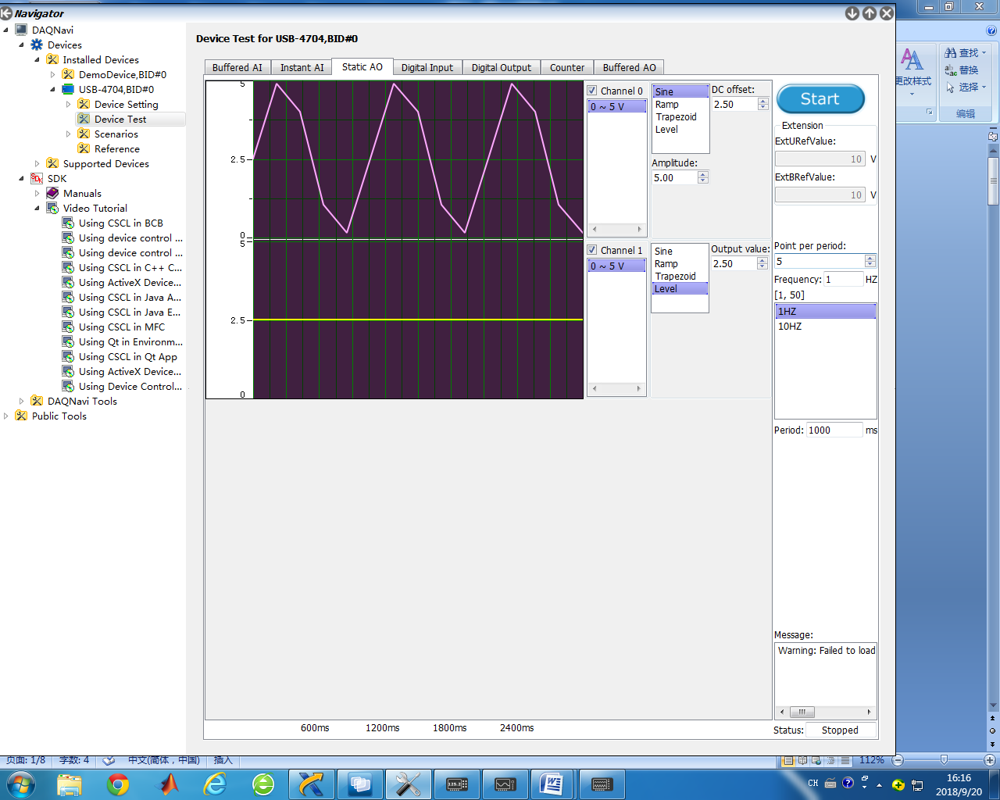 Navigator
DAQNavi
Devices
Installed Devices
DemoDevice,BID#0
USB-4704,BID#0
Device Setting
Device Test
Scenarios
Reference
Supported Devices
SDK
Manuals
Video Tutorial
Using CSCL in BCB
Using device control ...
Using device control ...
Using CSCL in C++ C...
Using ActiveX Device...
Using CSCL in Java A...
Using CSCL in Java E...
Using CSCL in MFC
Using Qt in Environm...
Using CSCL in Qt App
Using ActiveX Device...
Using Device Control...
DAQNavi Tools
Public Tools
Device Test for USB-4704,BID#0
Buffered AI Instant AI Static AO Digital Input Digital Output Counter Buffered AO
5
2.5
0
5
2.5
0
600ms 1200ms 1800ms 2400ms
Channel 0
0 ~ 5 V
Sine
Ramp
Trapezoid
Level
DC offset:
2.50
Amplitude:
5.00
Channel 1
0 ~ 5 V
Sine
Ramp
Trapezoid
Level
Output value:
2.50
Start
Extension
ExtURefValue:
10 V
ExtBRefValue:
10 V
Point per period:
5
Frequency: 1 HZ
[1, 50]
1HZ
10HZ
Period: 1000 ms
Message:
Warning: Failed to load
Status: Stopped
查找
替换
选择
更改样式
编辑
页面: 1/8 字数: 4 中文(简体，中国) 插入 112%
125.2
CH
16:16
2018/9/20